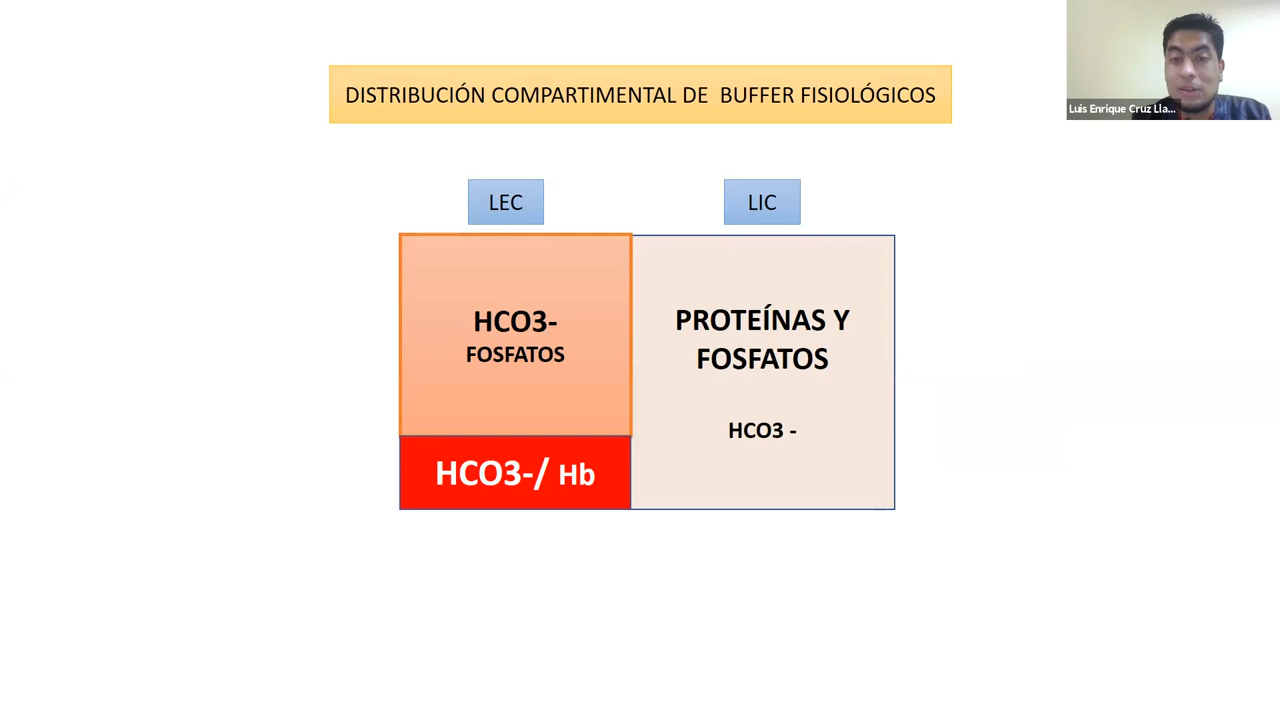 DISTRIBUCIÓN COMPARTIMENTAL DE BUFFER FISIOLÓGICOS
Luis Enrique Cruz Lla...
LEC
LIC
HCO3-
FOSFATOS
PROTEÍNAS Y
FOSFATOS
HCO3 -
HCO3-/ Hb